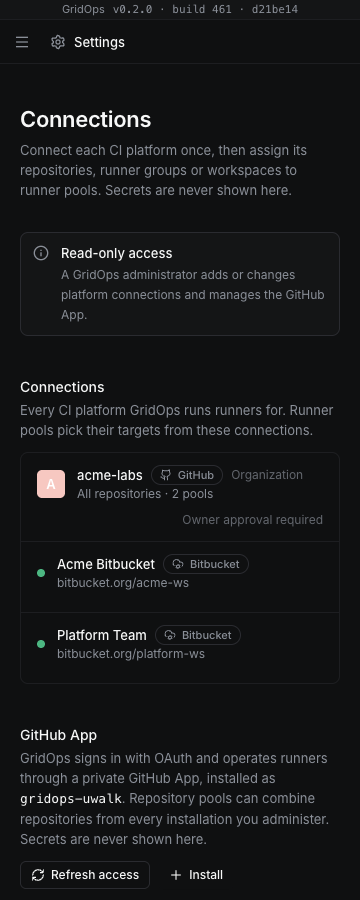 GridOps v0.2.0 · build 461 · d21be14
Settings
Connections
Connect each CI platform once, then assign its
repositories, runner groups or workspaces to
runner pools. Secrets are never shown here.
Read-only access
A GridOps administrator adds or changes
platform connections and manages the GitHub
App.
Connections
Every CI platform GridOps runs runners for. Runner
pools pick their targets from these connections.
A
acme-labs GitHub Organization
All repositories · 2 pools
Owner approval required
Acme Bitbucket Bitbucket
bitbucket.org/acme-ws
Platform Team Bitbucket
bitbucket.org/platform-ws
GitHub App
GridOps signs in with OAuth and operates runners
through a private GitHub App, installed as
gridops-uwalk. Repository pools can combine
repositories from every installation you administer.
Secrets are never shown here.
Refresh access Install